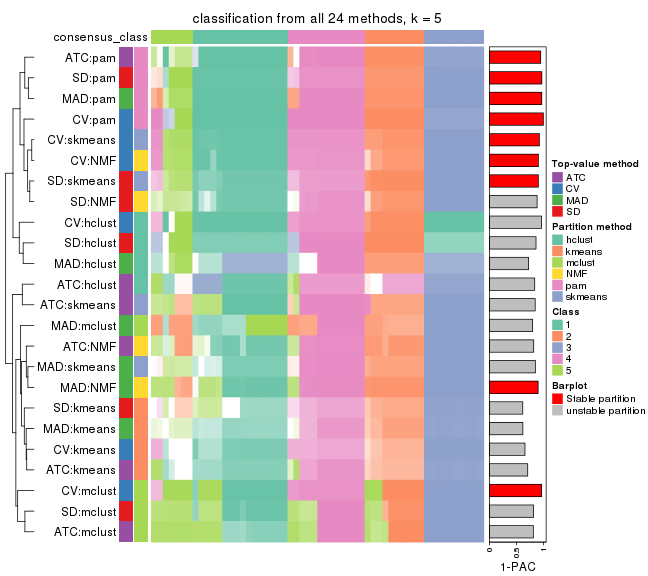 classification from all 24 methods, k = 5
consensus_class
ATC:pam
SD:pam
MAD:pam
CV:pam
CV:skmeans
CV:NMF
SD:skmeans
SD:NMF
CV:hclust
SD:hclust
MAD:hclust
ATC:hclust
ATC:skmeans
MAD:mclust
ATC:NMF
MAD:skmeans
MAD:NMF
SD:kmeans
MAD:kmeans
CV:kmeans
ATC:kmeans
CV:mclust
SD:mclust
ATC:mclust
0
0.5
1
1-PAC
Top-value method
ATC
CV
MAD
SD
Partition method
hclust
kmeans
mclust
NMF
pam
skmeans
Class
1
2
3
4
5
Barplot
Stable partition
unstable partition